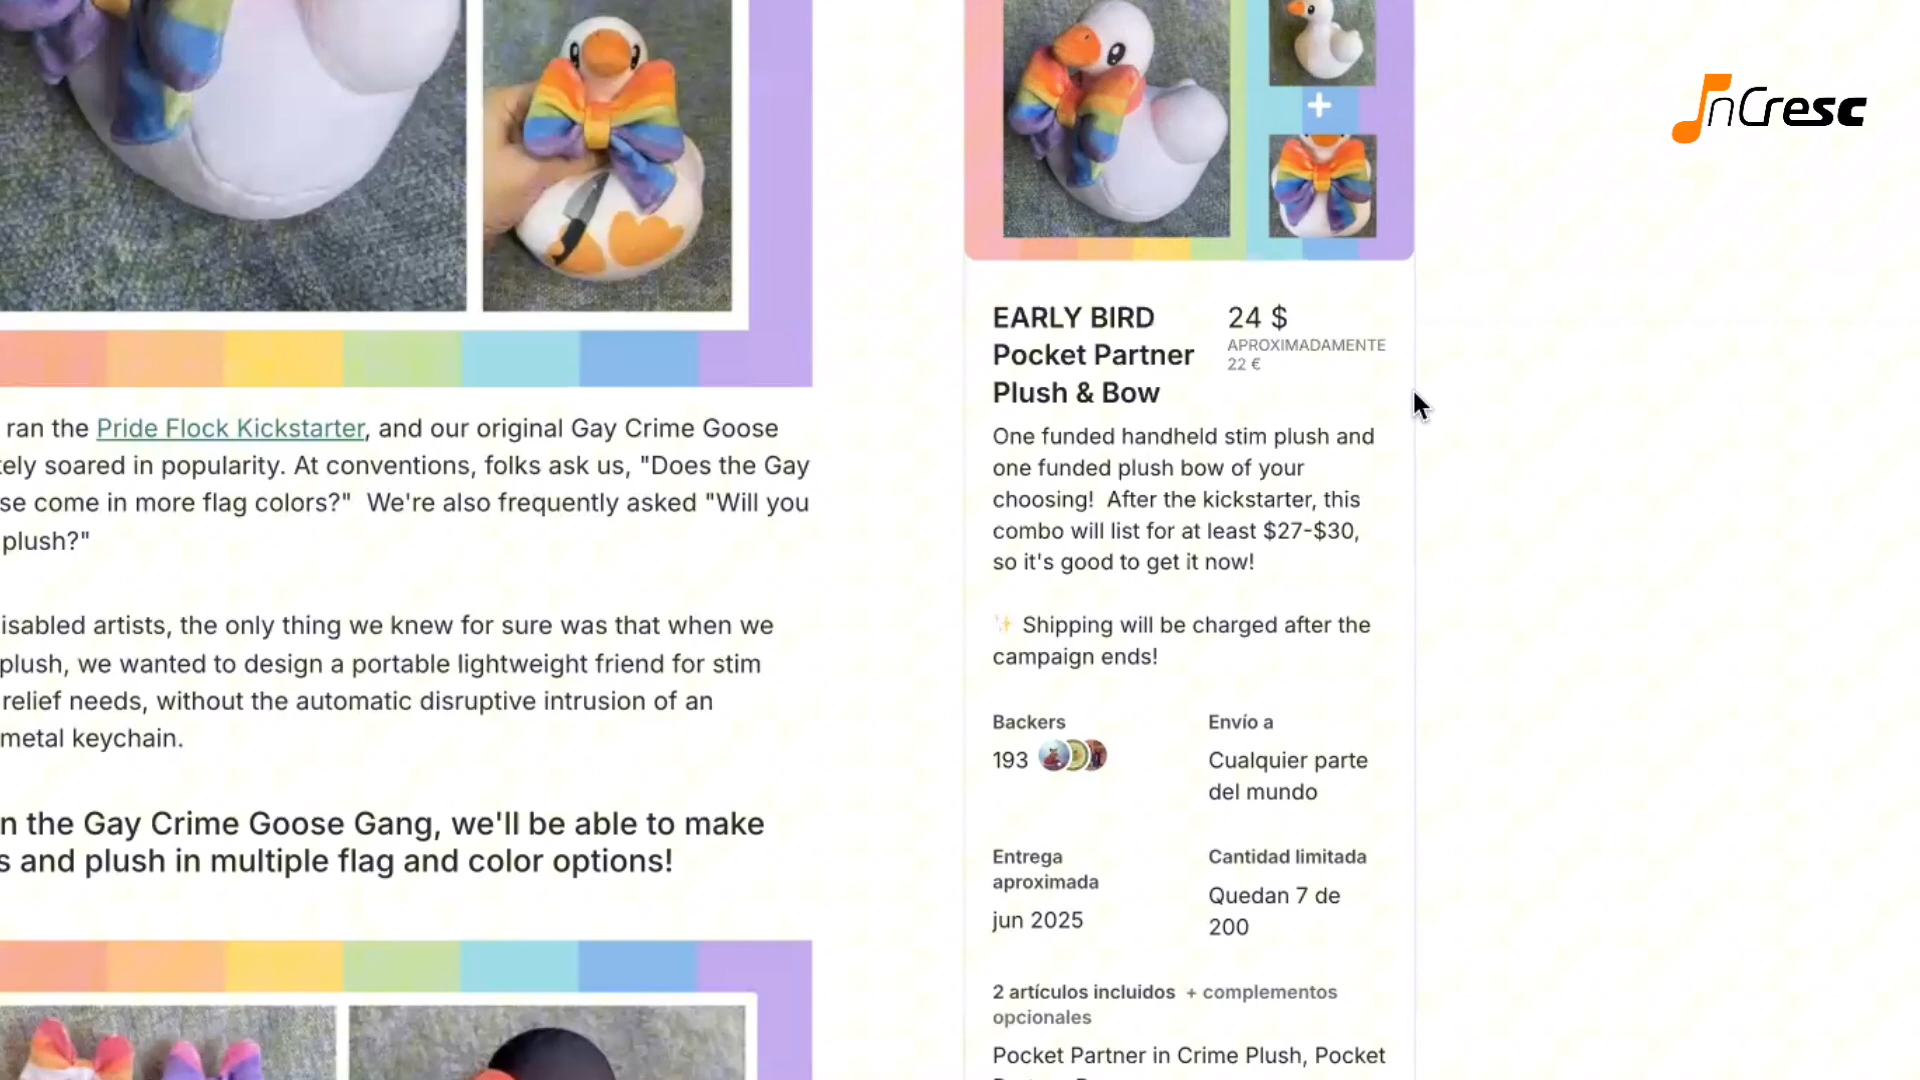 nCresc
EARLY BIRD
Pocket Partner
Plush & Bow
24 $
APROXIMADAMENTE
22 €
One funded handheld stim plush and
one funded plush bow of your
choosing!  After the kickstarter, this
combo will list for at least $27-$30,
so it's good to get it now!
✨ Shipping will be charged after the
campaign ends!
Backers
193
Envío a
Cualquier parte
del mundo
Entrega
aproximada
jun 2025
Cantidad limitada
Quedan 7 de
200
2 artículos incluidos + complementos
opcionales
Pocket Partner in Crime Plush, Pocket
ran the Pride Flock Kickstarter, and our original Gay Crime Goose
soared in popularity. At conventions, folks ask us, "Does the Gay
come in more flag colors?"  We're also frequently asked "Will you
plush?"
artists, the only thing we knew for sure was that when we
plush, we wanted to design a portable lightweight friend for stim
relief needs, without the automatic disruptive intrusion of an
metal keychain.
n the Gay Crime Goose Gang, we'll be able to make
s and plush in multiple flag and color options!